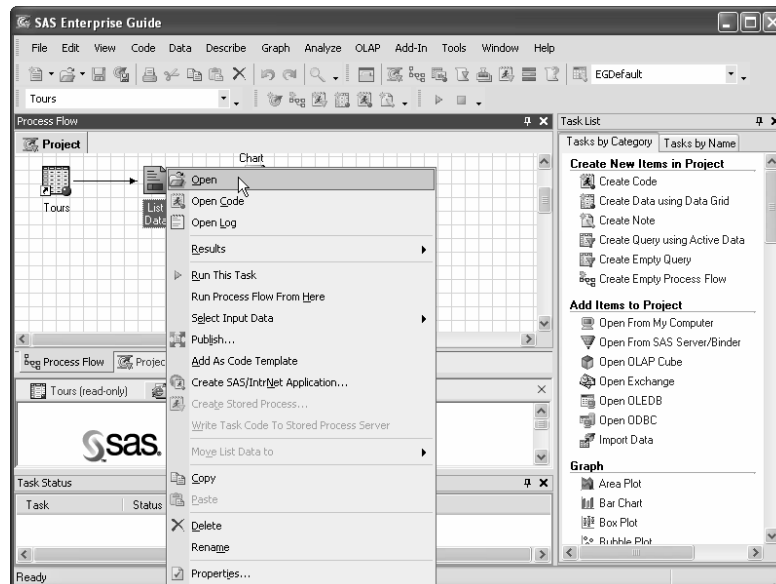 SAS Enterprise Guide
File Edit View Code Data Describe Graph Analyze OLAP Add-In Tools Window Help
EGDefault
Tours
Process Flow
Project
Tours
List
Data
Chart
Open
Open Code
Open Log
Results
Run This Task
Run Process Flow From Here
Select Input Data
Publish...
Add As Code Template
Create SAS/IntrNet Application...
Create Stored Process...
Write Task Code To Stored Process Server
Move List Data to
Copy
Paste
Delete
Rename
Properties...
Process Flow Projec
Tours (read-only)
sas.
Task Status
Task Status
Ready
Task List
Tasks by Category Tasks by Name
Create New Items in Project
Create Code
Create Data using Data Grid
Create Note
Create Query using Active Data
Create Empty Query
Create Empty Process Flow
Add Items to Project
Open From My Computer
Open From SAS Server/Binder
Open OLAP Cube
Open Exchange
Open OLEDB
Open ODBC
Import Data
Graph
Area Plot
Bar Chart
Box Plot
Bubble Plot